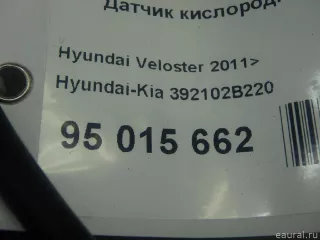 Датчик кислород
Hyundai Veloster 2011>
Hyundai-Kia 392102B220
95 015 662
eaural.ru